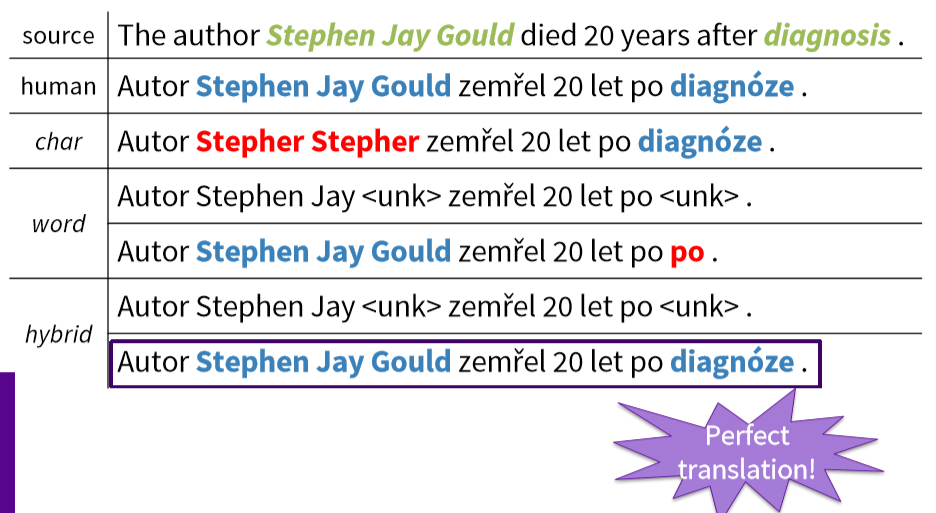 source The author Stephen Jay Gould died 20 years after diagnosis .
human Autor Stephen Jay Gould zemřel 20 let po diagnóze .
char Autor Stepher Stepher zemřel 20 let po diagnóze .
word
Autor Stephen Jay <unk> zemřel 20 let po <unk> .
Autor Stephen Jay Gould zemřel 20 let po po .
hybrid
Autor Stephen Jay <unk> zemřel 20 let po <unk> .
Autor Stephen Jay Gould zemřel 20 let po diagnóze .
Perfect
translation!